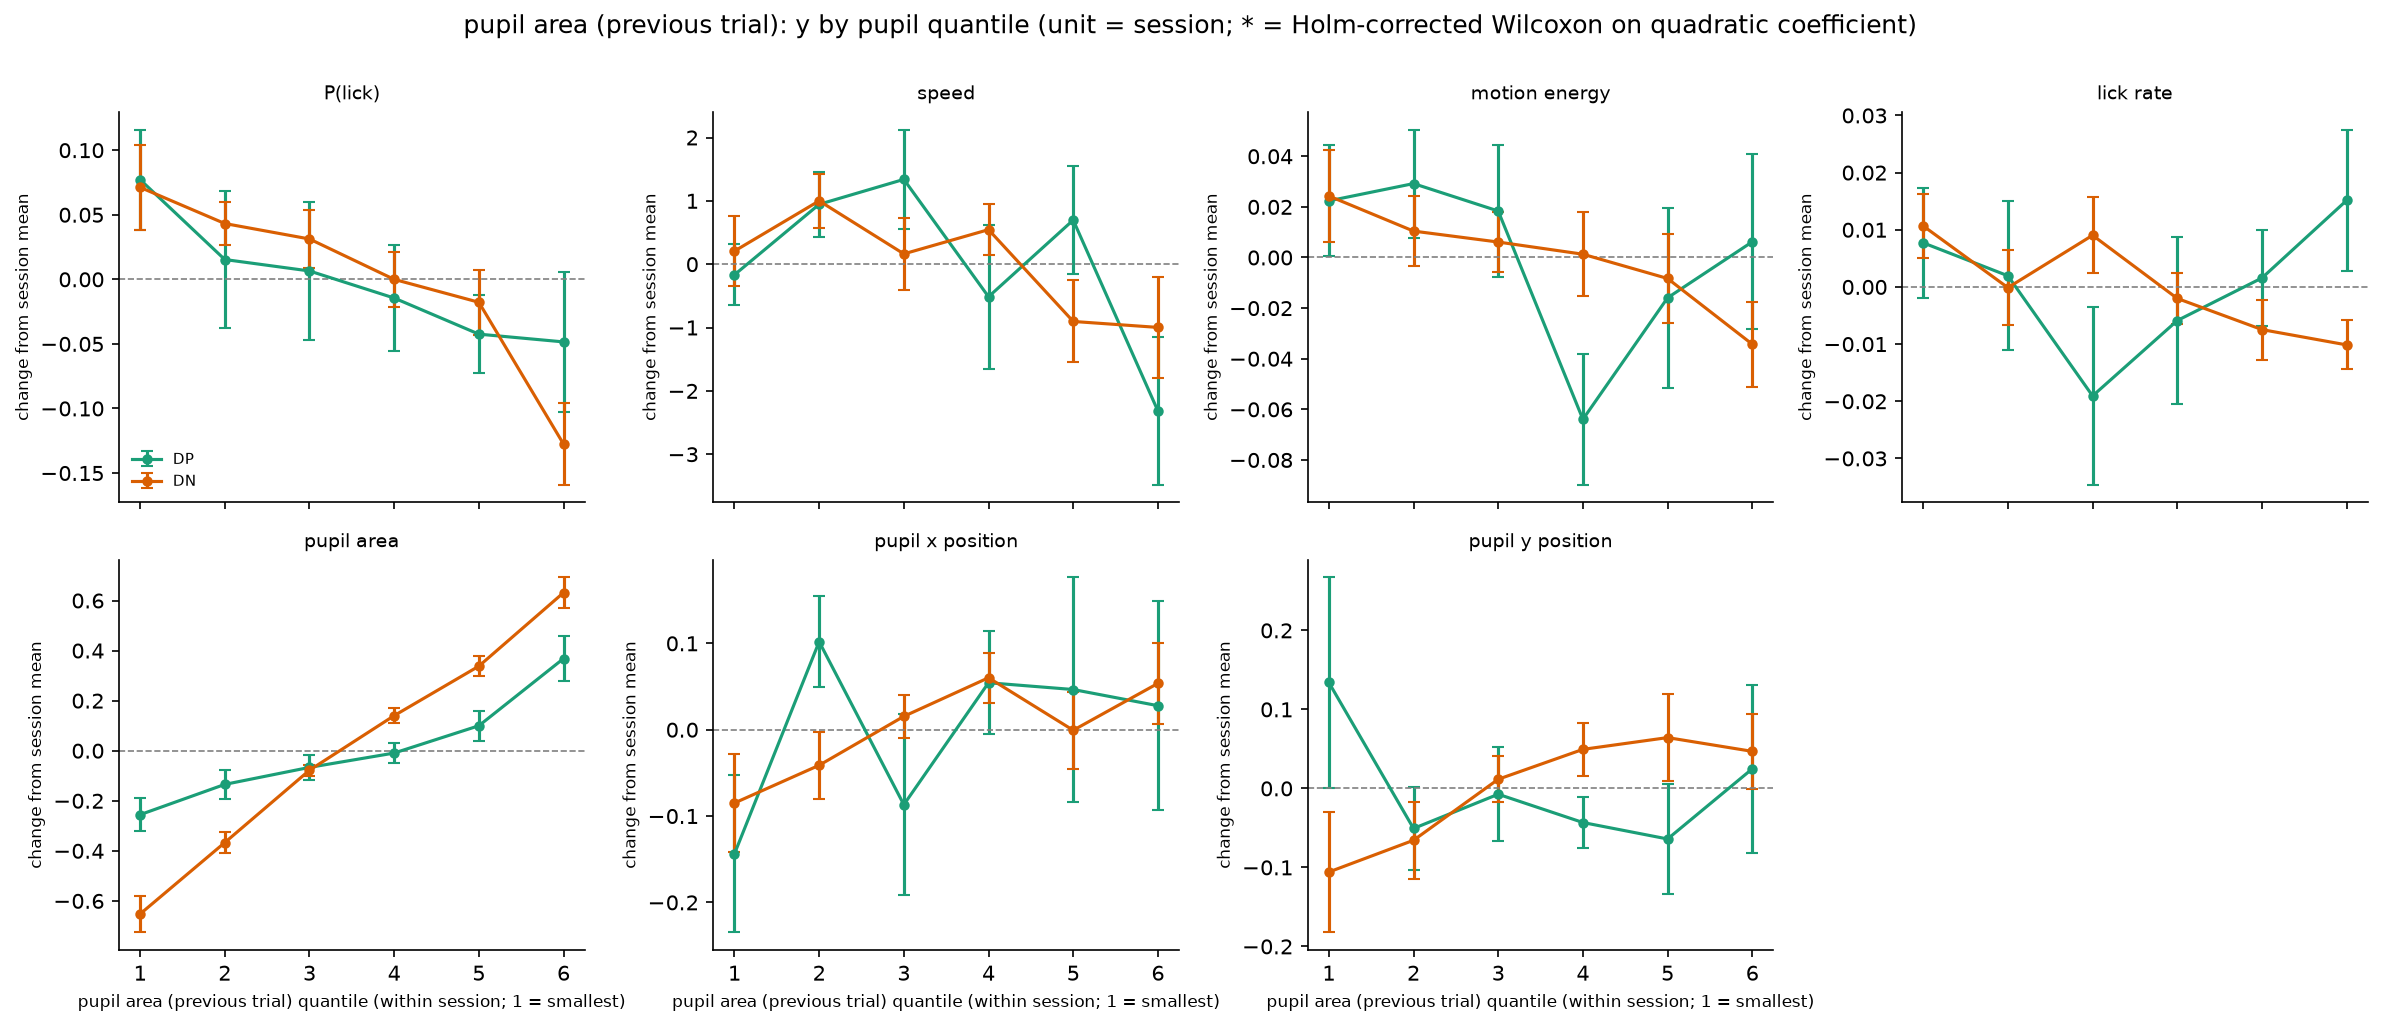 pupil area (previous trial): y by pupil quantile (unit = session; * = Holm-corrected Wilcoxon on quadratic coefficient)
P(lick)
change from session mean
0.10
0.05
0.00
−0.05
−0.10
−0.15
DP
DN
speed
change from session mean
2
1
0
−1
−2
−3
motion energy
change from session mean
0.04
0.02
0.00
−0.02
−0.04
−0.06
−0.08
lick rate
change from session mean
0.03
0.02
0.01
0.00
−0.01
−0.02
−0.03
pupil area
change from session mean
0.6
0.4
0.2
0.0
−0.2
−0.4
−0.6
1 2 3 4 5 6
pupil area (previous trial) quantile (within session; 1 = smallest)
pupil x position
change from session mean
0.1
0.0
−0.1
−0.2
1 2 3 4 5 6
pupil area (previous trial) quantile (within session; 1 = smallest)
pupil y position
change from session mean
0.2
0.1
0.0
−0.1
−0.2
1 2 3 4 5 6
pupil area (previous trial) quantile (within session; 1 = smallest)